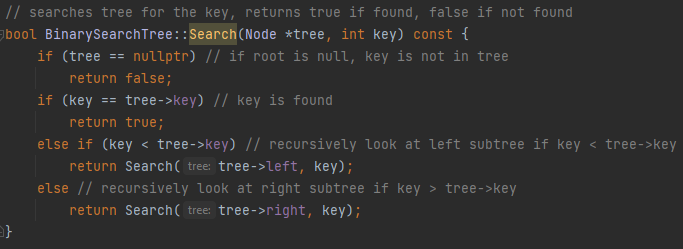 // searches tree for the key, returns true if found, false if not found
bool BinarySearchTree::Search(Node *tree, int key) const {
    if (tree == nullptr) // if root is null, key is not in tree
        return false;
    if (key == tree->key) // key is found
        return true;
    else if (key < tree->key) // recursively look at left subtree if key < tree->key
        return Search( tree: tree->left, key);
    else // recursively look at right subtree if key > tree->key
        return Search( tree: tree->right, key);
}